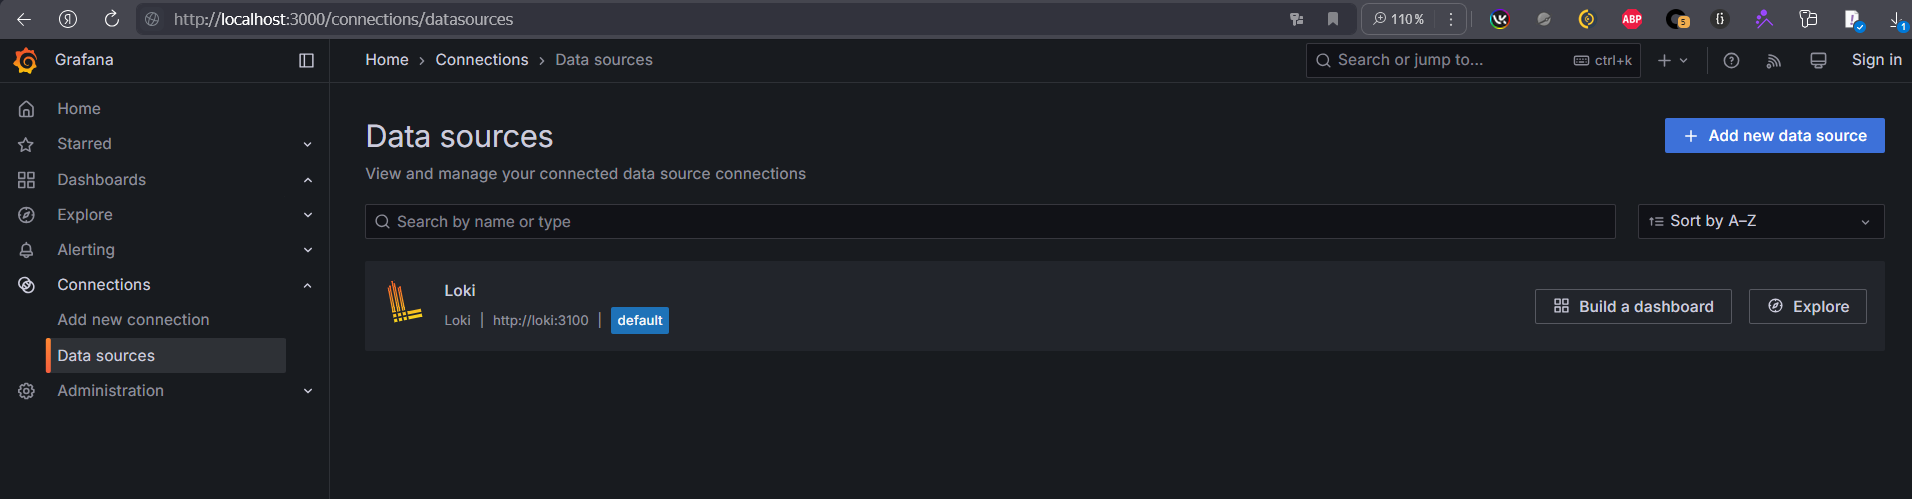 http://localhost:3000/connections/datasources
110%
ABP
5
1
Grafana
Home › Connections › Data sources
Search or jump to...
ctrl+k
Sign in
Home
Starred
Dashboards
Explore
Alerting
Connections
Add new connection
Data sources
Administration
Data sources
Add new data source
View and manage your connected data source connections
Search by name or type
Sort by A–Z
Loki
Loki | http://loki:3100 | default
Build a dashboard
Explore